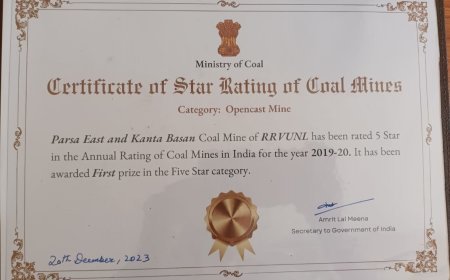 Ministry of Coal
Certificate of Star Rating of Coal Mines
Category: Opencast Mine
Parsa East and Kanta Basan Coal Mine of RRVUNL has been rated 5 Star
in the Annual Rating of Coal Mines in India for the year 2019-20. It has been
awarded First prize in the Five Star category.
Amrit Lal Meena
Secretary to Government of India
20th December, 2023